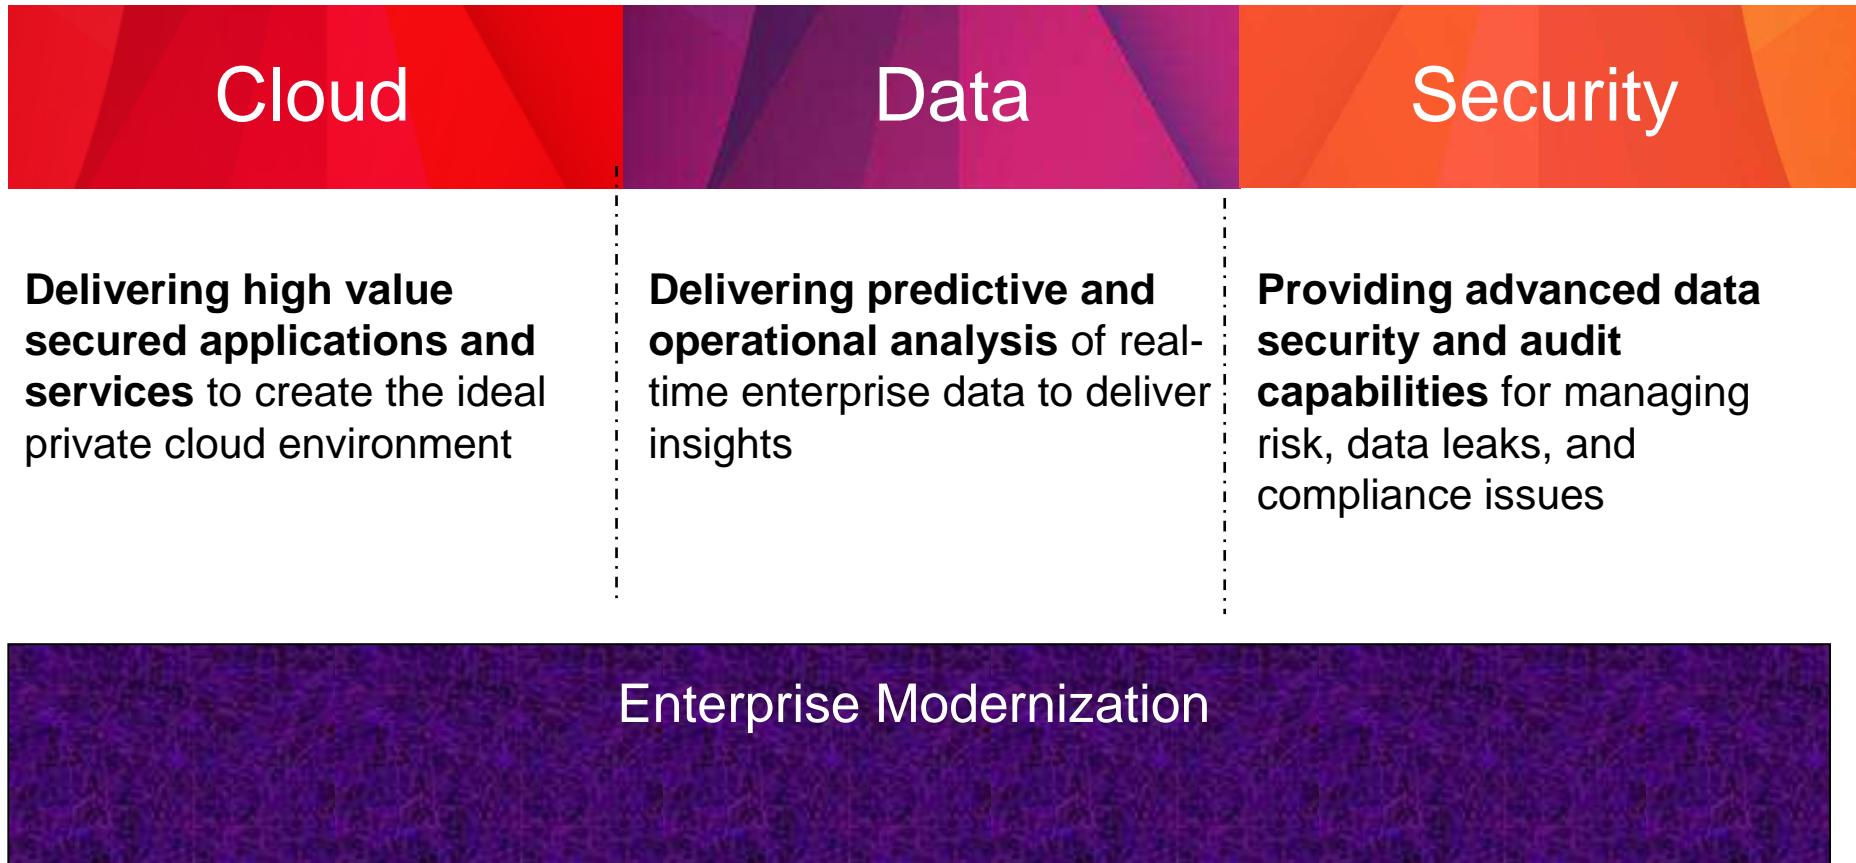 Cloud
Data
Security
Delivering high value
secured applications and
services to create the ideal
private cloud environment
Delivering predictive and
operational analysis of real-
time enterprise data to deliver
insights
Providing advanced data
security and audit
capabilities for managing
risk, data leaks, and
compliance issues
Enterprise Modernization